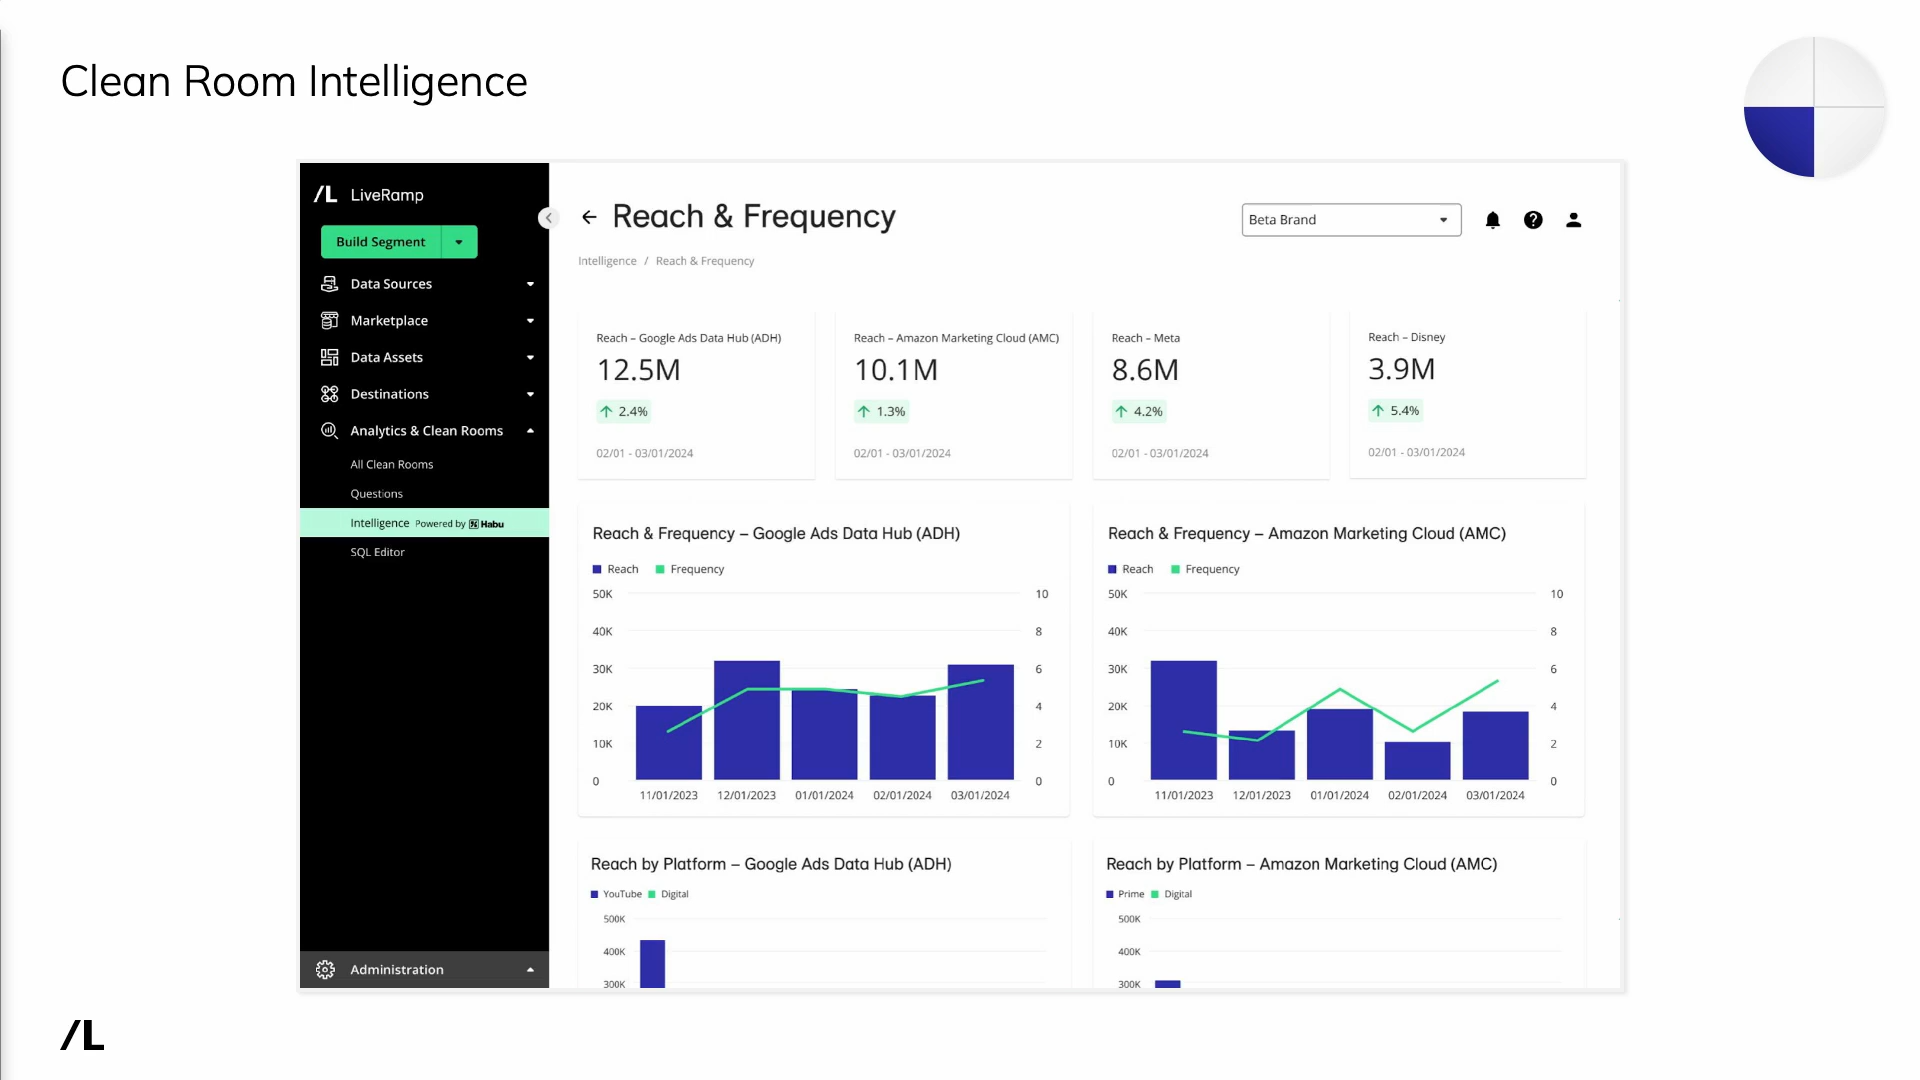 Clean Room Intelligence
/L LiveRamp
Build Segment
Data Sources
Marketplace
Data Assets
Destinations
Analytics & Clean Rooms
All Clean Rooms
Questions
Intelligence Powered by Habu
SQL Editor
Administration
Reach & Frequency
Beta Brand
Intelligence / Reach & Frequency
Reach – Google Ads Data Hub (ADH)
12.5M
2.4%
02/01 - 03/01/2024
Reach – Amazon Marketing Cloud (AMC)
10.1M
1.3%
02/01 - 03/01/2024
Reach – Meta
8.6M
4.2%
02/01 - 03/01/2024
Reach – Disney
3.9M
5.4%
02/01 - 03/01/2024
Reach & Frequency – Google Ads Data Hub (ADH)
Reach Frequency
50K 10
40K 8
30K 6
20K 4
10K 2
0 0
11/01/2023 12/01/2023 01/01/2024 02/01/2024 03/01/2024
Reach & Frequency – Amazon Marketing Cloud (AMC)
Reach Frequency
50K 10
40K 8
30K 6
20K 4
10K 2
0 0
11/01/2023 12/01/2023 01/01/2024 02/01/2024 03/01/2024
Reach by Platform – Google Ads Data Hub (ADH)
YouTube Digital
500K
400K
300K
Reach by Platform – Amazon Marketing Cloud (AMC)
Prime Digital
500K
400K
300K
/L